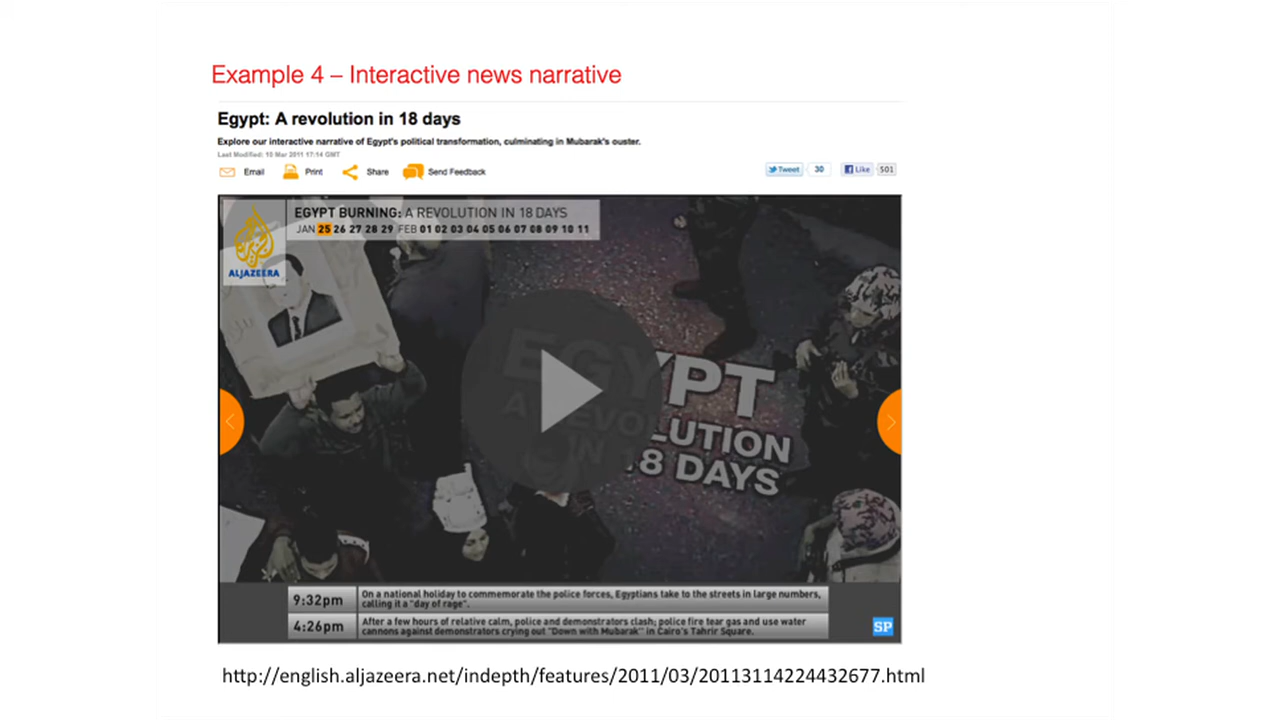 Example 4 – Interactive news narrative
Egypt: A revolution in 18 days
Explore our interactive narrative of Egypt's political transformation, culminating in Mubarak's ouster.
Last Modified: 10 Mar 2011 17:14 GMT
Email Print Share Send Feedback Tweet 30 Like 501
EGYPT BURNING: A REVOLUTION IN 18 DAYS
JAN 25 26 27 28 29 FEB 01 02 03 04 05 06 07 08 09 10 11
ALJAZEERA
EGYPT
A REVOLUTION
IN 18 DAYS
9:32pm On a national holiday to commemorate the police forces, Egyptians take to the streets in large numbers,
calling it a "day of rage".
4:26pm After a few hours of relative calm, police and demonstrators clash; police fire tear gas and use water
cannons against demonstrators crying out "Down with Mubarak" in Cairo's Tahrir Square.
SP
http://english.aljazeera.net/indepth/features/2011/03/20113114224432677.html